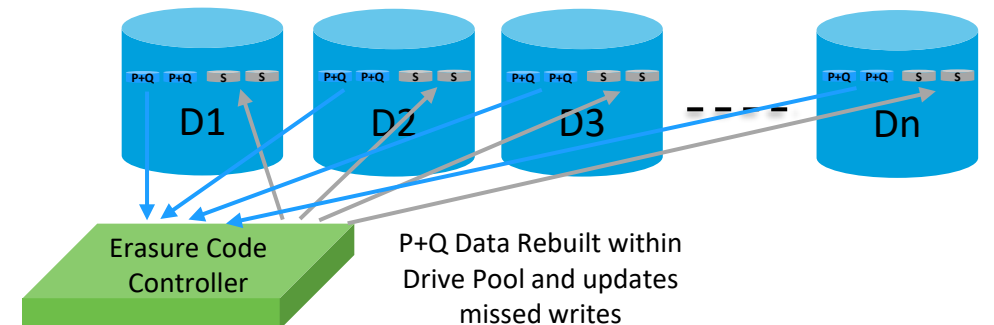 P+Q P+Q S S
P+Q P+Q S S
P+Q P+Q S S
P+Q P+Q S S
D1
D2
D3
Dn
Erasure Code
Controller
P+Q Data Rebuilt within
Drive Pool and updates
missed writes